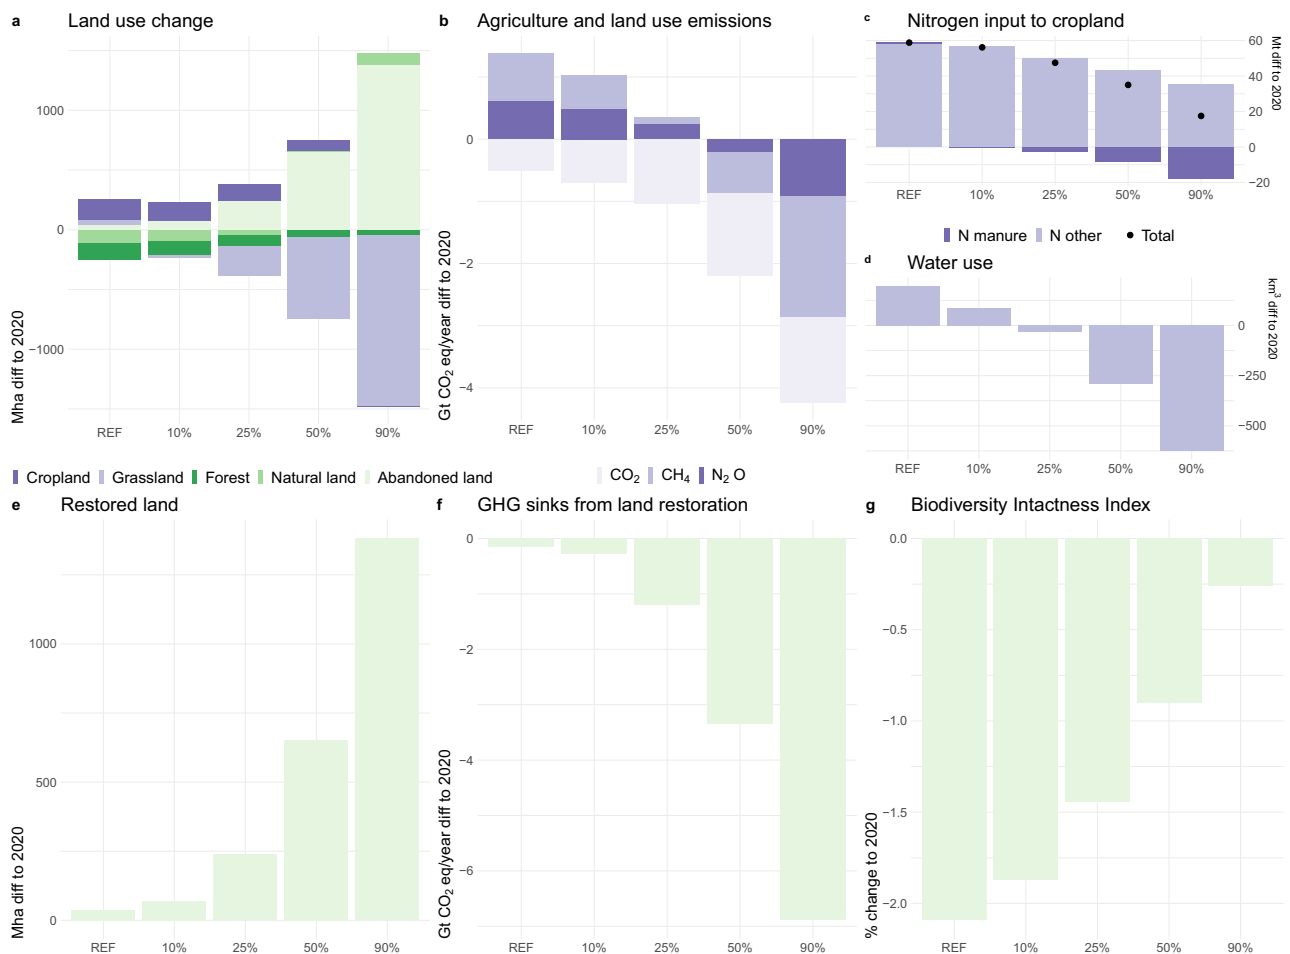 a Land use change
1000
0
−1000
Mha diff to 2020
REF 10% 25% 50% 90%
Cropland Grassland Forest Natural land Abandoned land
b Agriculture and land use emissions
0
−2
−4
Gt CO₂ eq/year diff to 2020
REF 10% 25% 50% 90%
CO₂ CH₄ N₂ O
c Nitrogen input to cropland
60
40
20
0
−20
Mt diff to 2020
REF 10% 25% 50% 90%
N manure N other Total
d Water use
0
−250
−500
km³ diff to 2020
REF 10% 25% 50% 90%
e Restored land
1000
500
0
Mha diff to 2020
REF 10% 25% 50% 90%
f GHG sinks from land restoration
0
−2
−4
−6
Gt CO₂ eq/year diff to 2020
REF 10% 25% 50% 90%
g Biodiversity Intactness Index
0.0
−0.5
−1.0
−1.5
−2.0
% change to 2020
REF 10% 25% 50% 90%